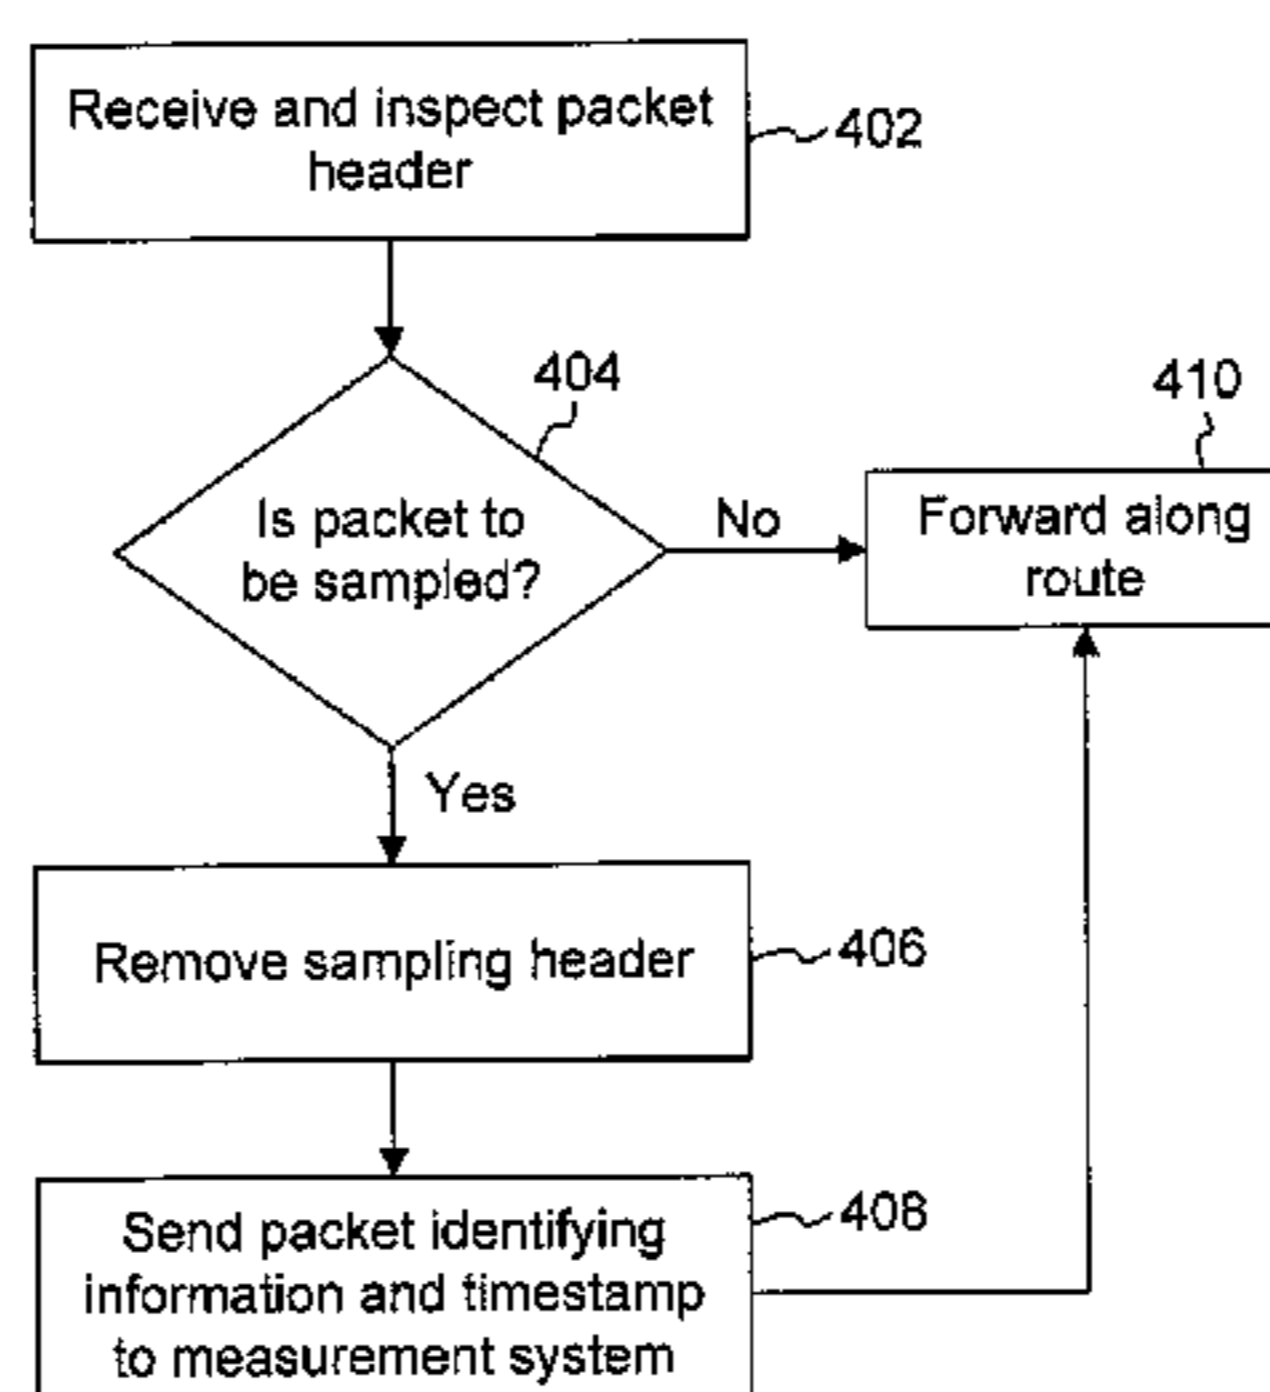 Receive and inspect packet
header
402
404
Is packet to
be sampled?
No
410
Forward along
route
Yes
Remove sampling header
406
Send packet identifying
information and timestamp
to measurement system
408